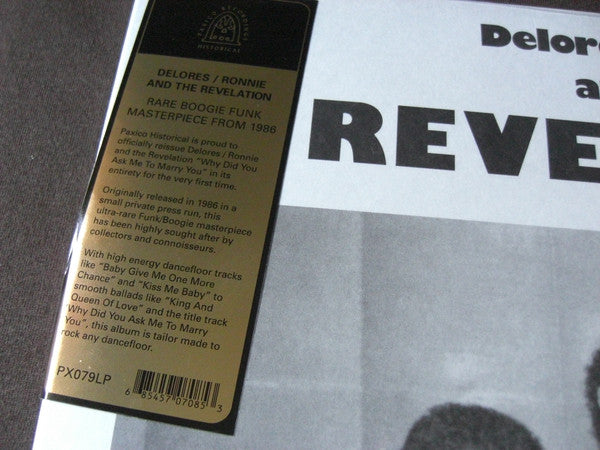 PAXICO RECORDINGS
HISTORICAL
DELORES / RONNIE
AND THE REVELATION
RARE BOOGIE FUNK
MASTERPIECE FROM 1986
Paxico Historical is proud to
officially reissue Delores / Ronnie
and the Revelation "Why Did You
Ask Me To Marry You" in its
entirety for the very first time.
Originally released in 1986 in a
small private press run, this
ultra-rare Funk/Boogie masterpiece
has been highly sought after by
collectors and connoisseurs.
With high energy dancefloor tracks
like "Baby Give Me One More
Chance" and "Kiss Me Baby" to
smooth ballads like "King And
Queen Of Love" and the title track
"Why Did You Ask Me To Marry
You", this album is tailor made to
rock any dancefloor.
PX079LP
6 85457 07085 3
Delor
a
REVE